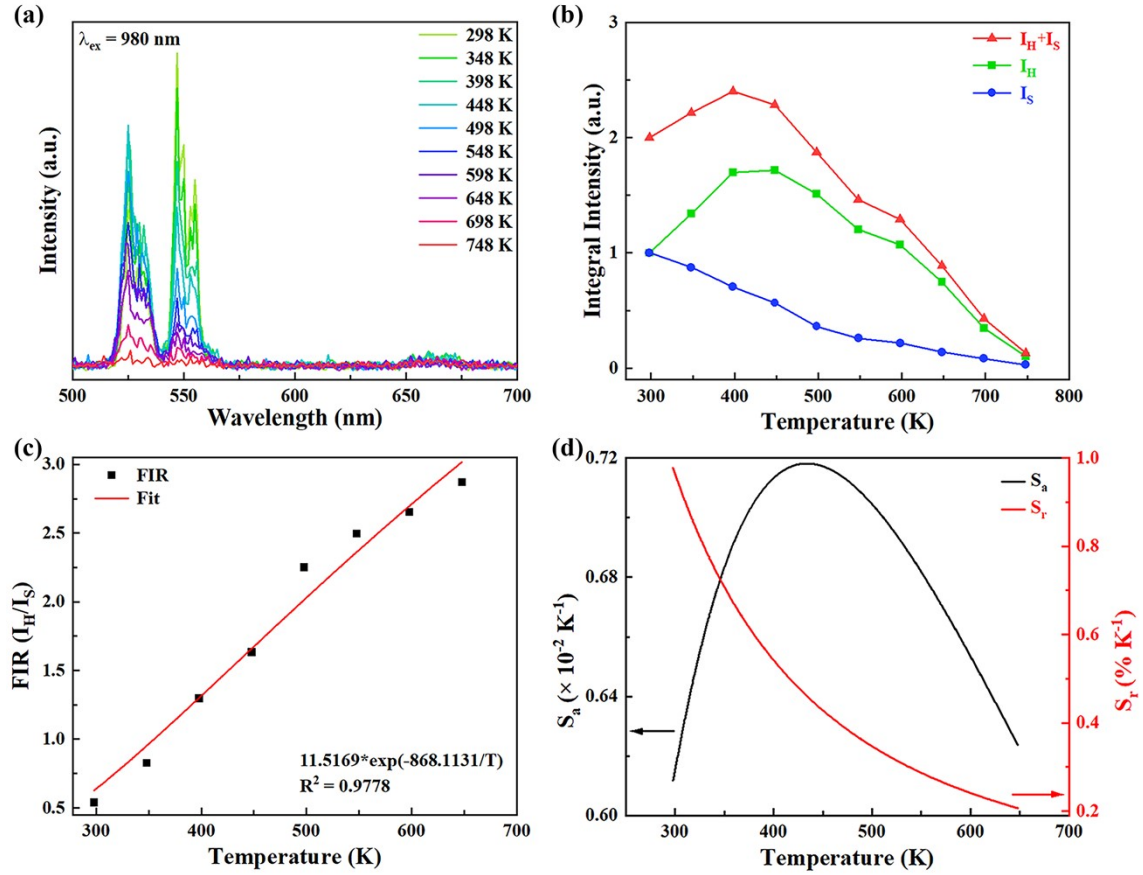 (a)
λex = 980 nm
298 K
348 K
398 K
448 K
498 K
548 K
598 K
648 K
698 K
748 K
Intensity (a.u.)
500
550
600
650
700
Wavelength (nm)
(b)
3
2
1
0
IH+IS
IH
IS
Integral Intensity (a.u.)
300
400
500
600
700
800
Temperature (K)
(c)
3.0
2.5
2.0
1.5
1.0
0.5
FIR
Fit
FIR (IH/IS)
11.5169*exp(-868.1131/T)
R² = 0.9778
300
400
500
600
700
Temperature (K)
(d)
0.72
0.68
0.64
0.60
Sa
Sr
Sa (× 10⁻² K⁻¹)
1.0
0.8
0.6
0.4
0.2
Sr (% K⁻¹)
300
400
500
600
700
Temperature (K)